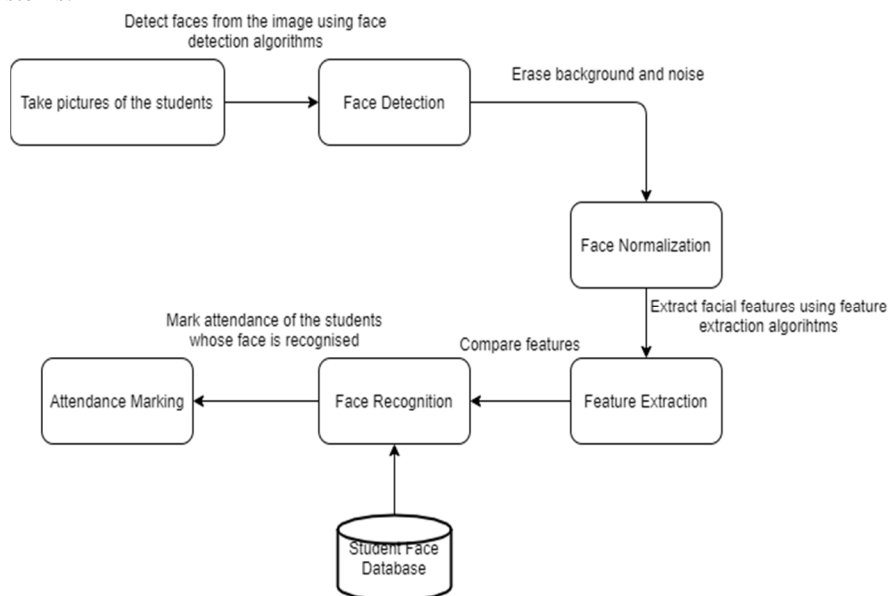 Detect faces from the image using face
detection algorithms
Take pictures of the students
Face Detection
Erase background and noise
Face Normalization
Extract facial features using feature
extraction algorihtms
Feature Extraction
Compare features
Face Recognition
Mark attendance of the students
whose face is recognised
Attendance Marking
Student Face
Database